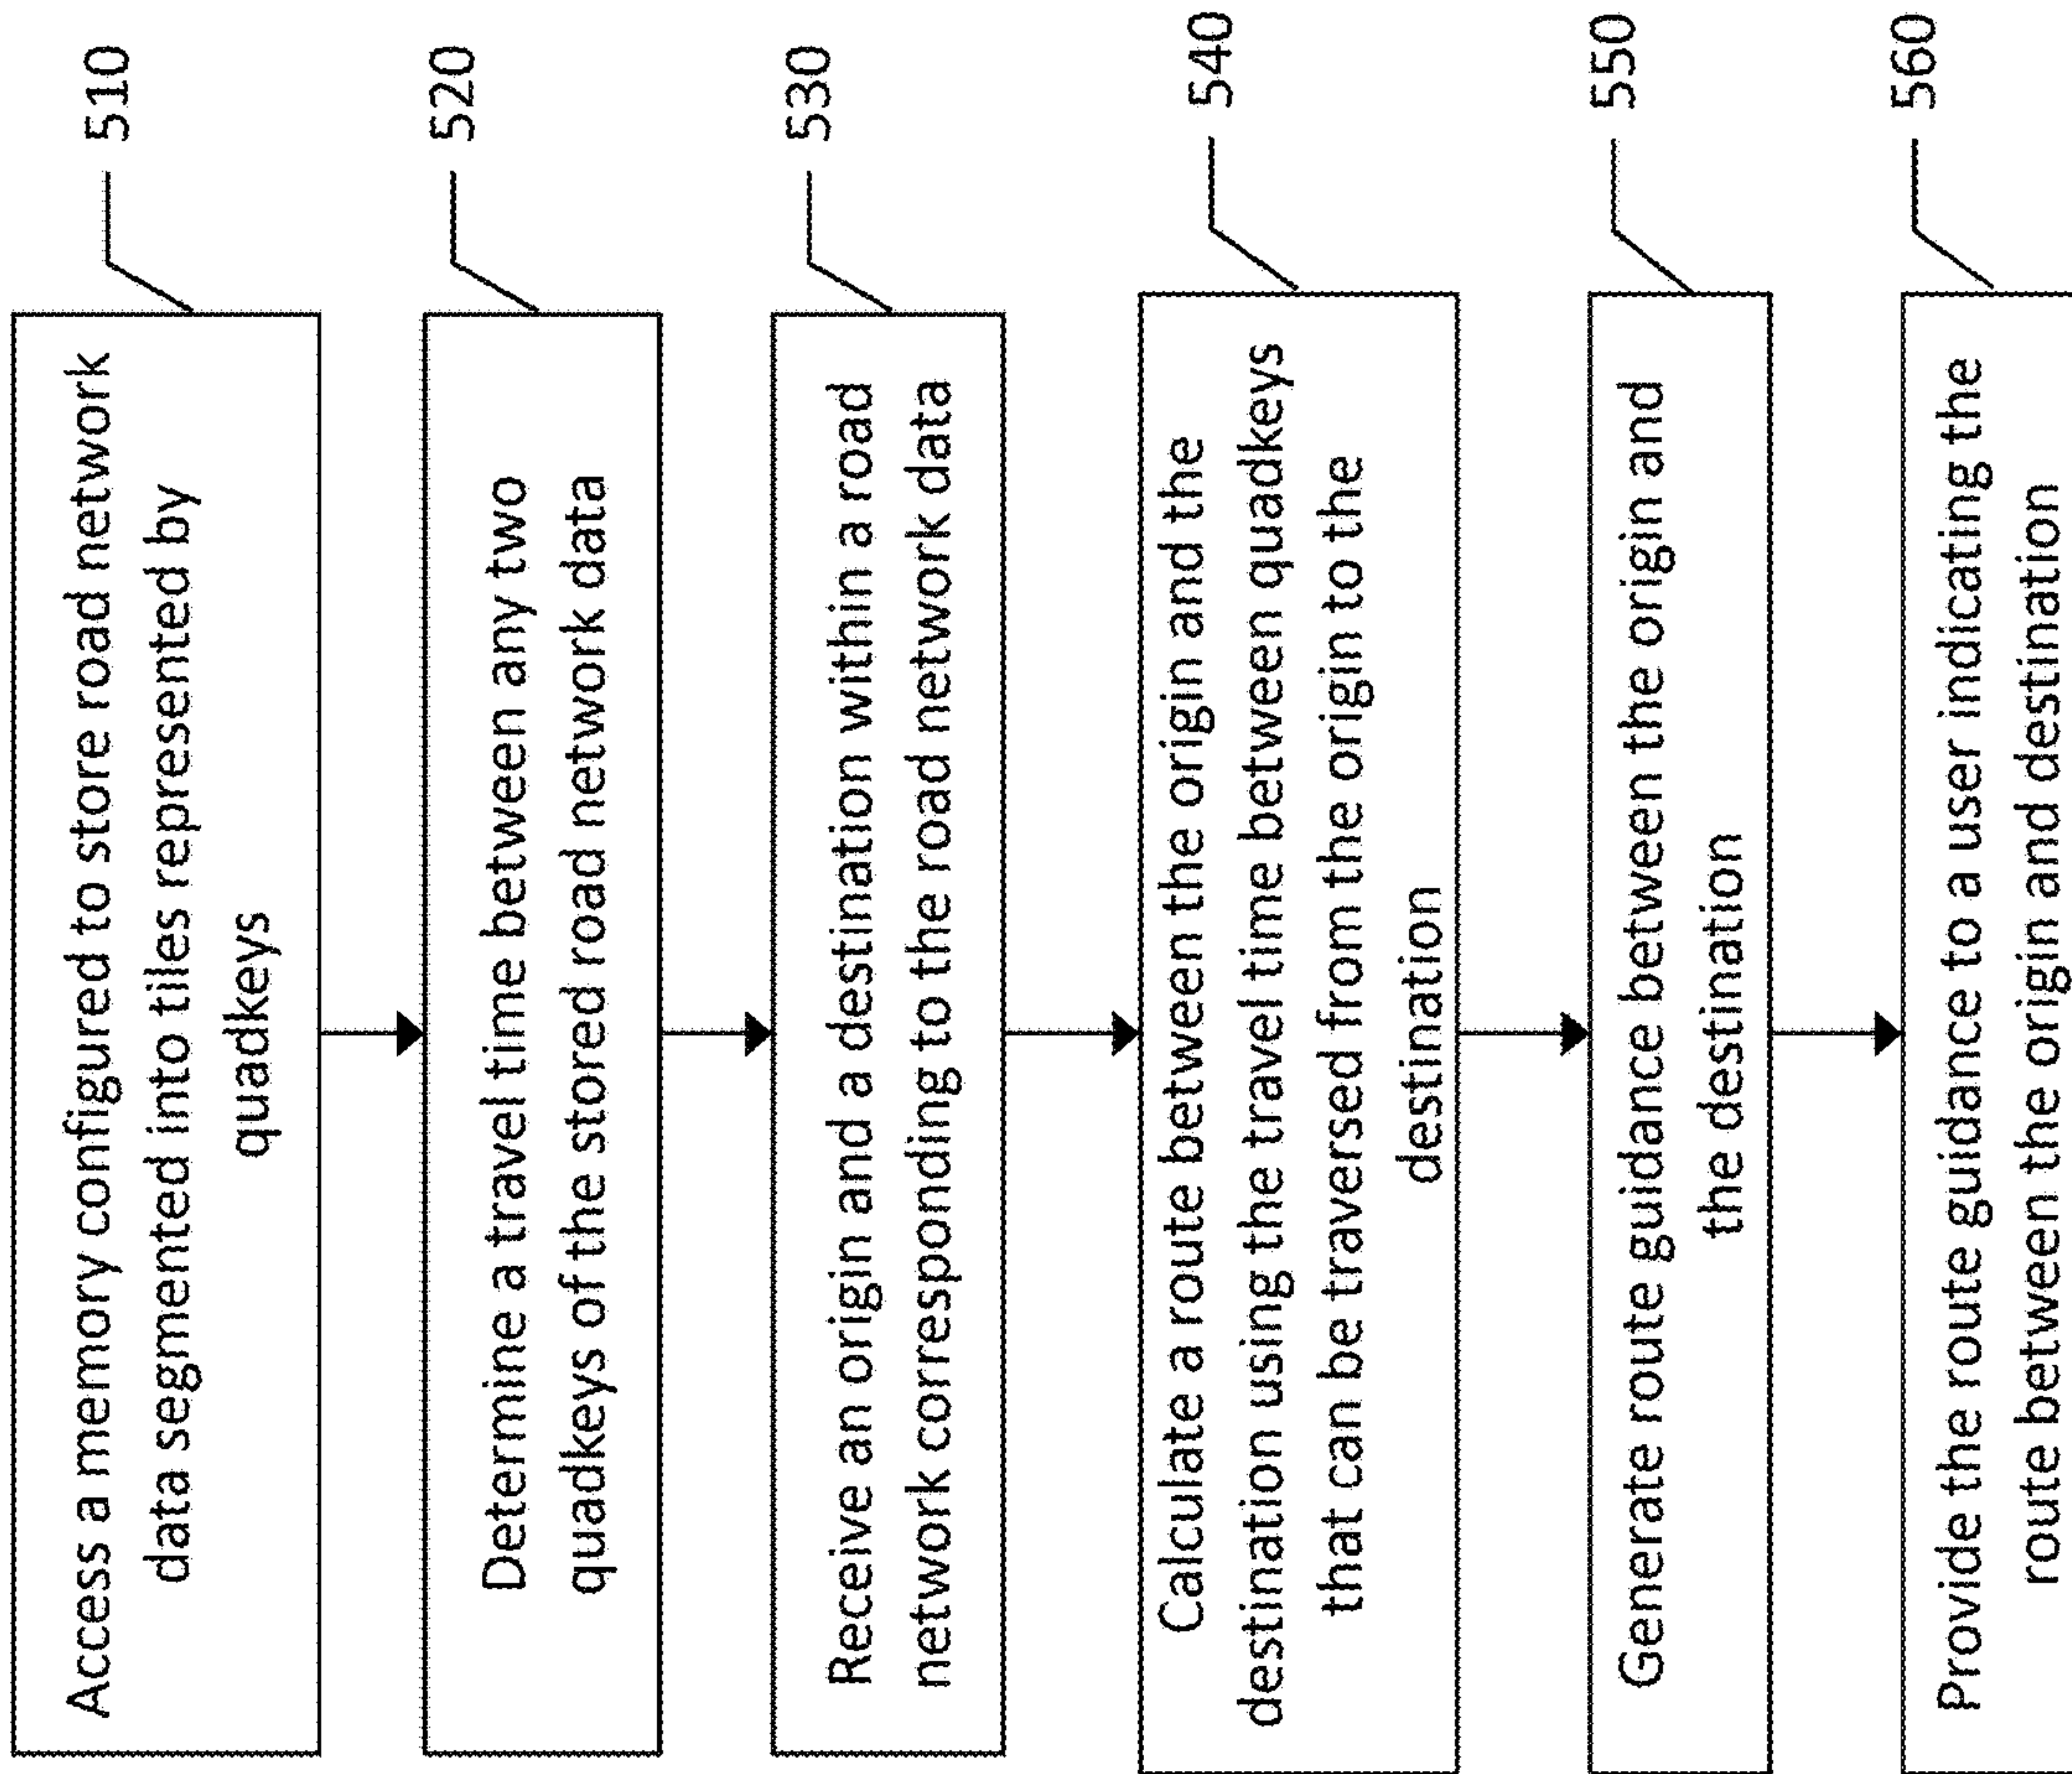 Access a memory configured to store road network
data segmented into tiles represented by
quadkeys
510
Determine a travel time between any two
quadkeys of the stored road network data
520
Receive an origin and a destination within a road
network corresponding to the road network data
530
Calculate a route between the origin and the
destination using the travel time between quadkeys
that can be traversed from the origin to the
destination
540
Generate route guidance between the origin and
the destination
550
Provide the route guidance to a user indicating the
route between the origin and destination
560